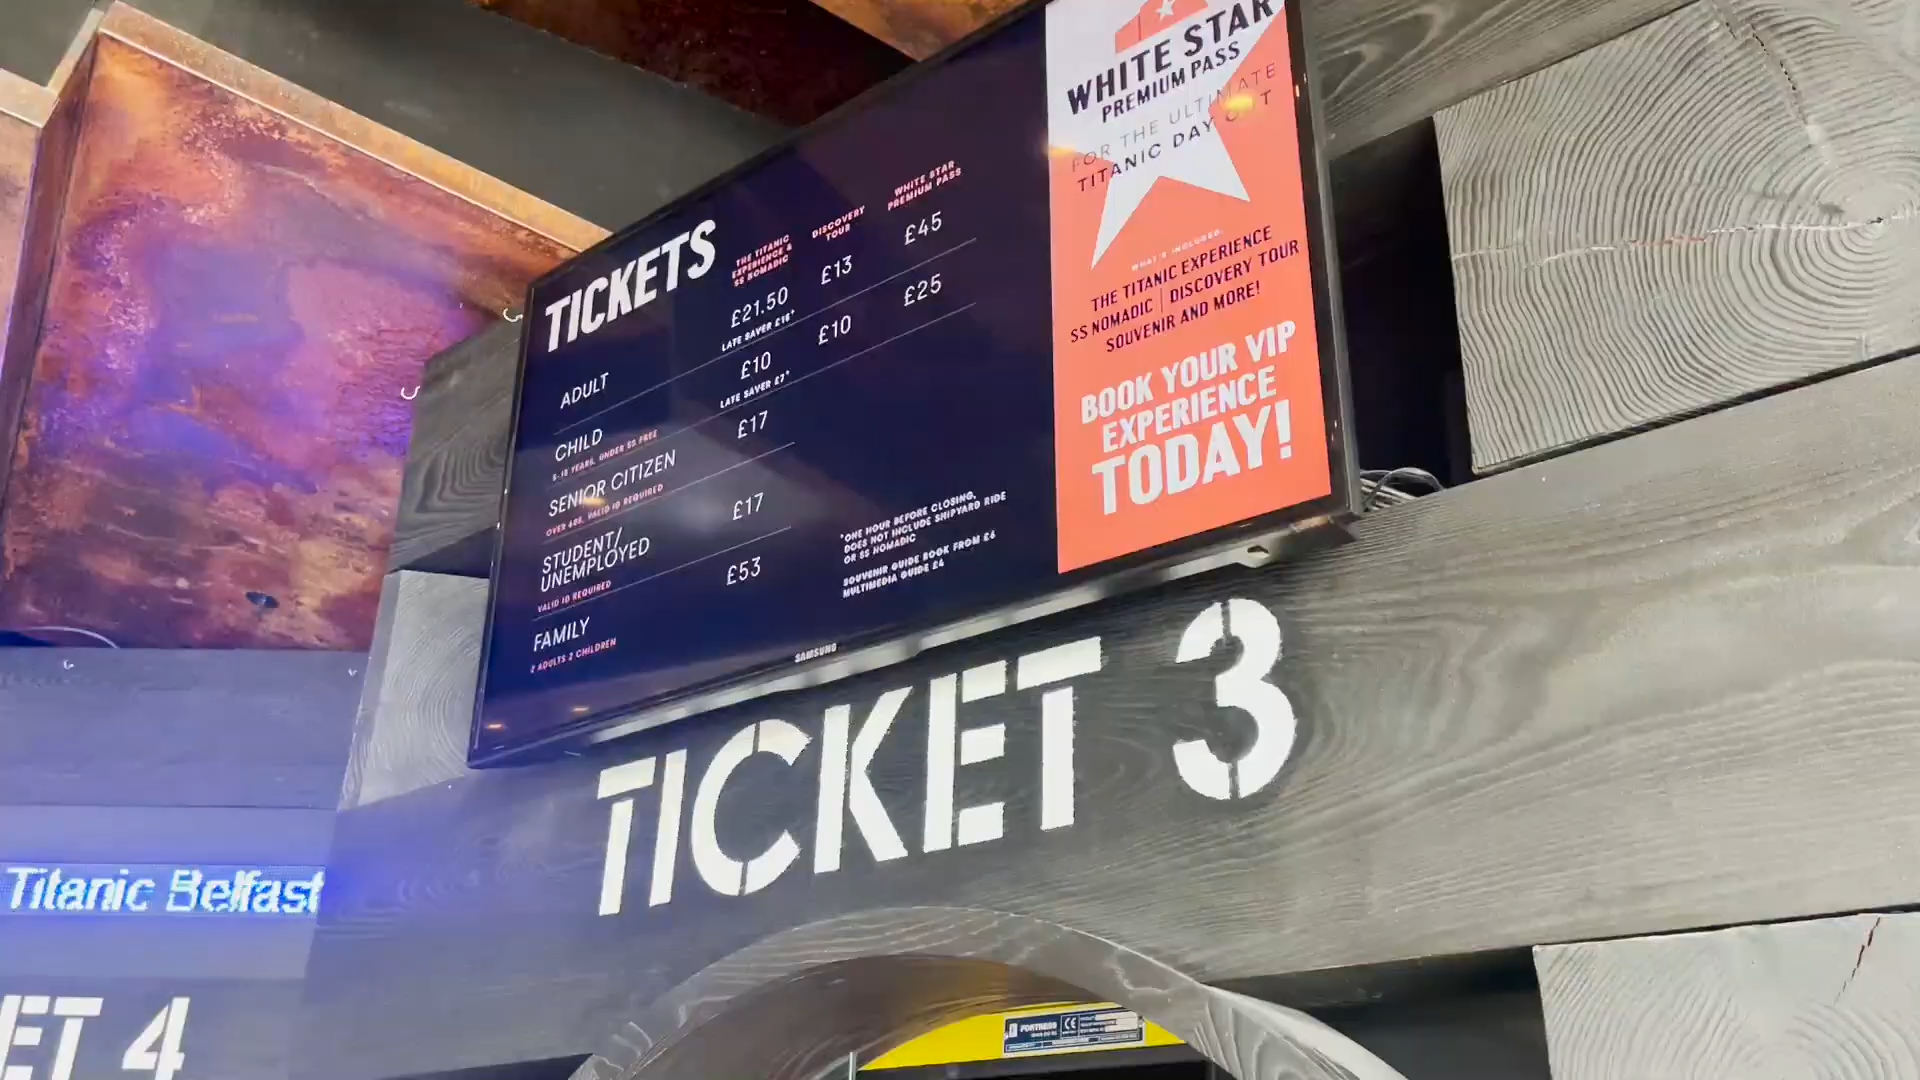 TICKETS
THE TITANIC
EXPERIENCE &
SS NOMADIC
DISCOVERY
TOUR
WHITE STAR
PREMIUM PASS
ADULT
£21.50
LATE SAVER £16*
£13
£45
CHILD
5-15 YEARS, UNDER 5S FREE
£10
LATE SAVER £7*
£10
£25
SENIOR CITIZEN
OVER 60S. VALID ID REQUIRED
£17
STUDENT/
UNEMPLOYED
VALID ID REQUIRED
£17
FAMILY
2 ADULTS 2 CHILDREN
£53
*ONE HOUR BEFORE CLOSING,
DOES NOT INCLUDE SHIPYARD RIDE
OR SS NOMADIC
SOUVENIR GUIDE BOOK FROM £6
MULTIMEDIA GUIDE £4
SAMSUNG
WHITE STAR
PREMIUM PASS
FOR THE ULTIMATE
TITANIC DAY OUT
WHAT'S INCLUDED:
THE TITANIC EXPERIENCE
SS NOMADIC | DISCOVERY TOUR
SOUVENIR AND MORE!
BOOK YOUR VIP
EXPERIENCE
TODAY!
TICKET 3
Titanic Belfast
ET 4
FORTRESS
CE